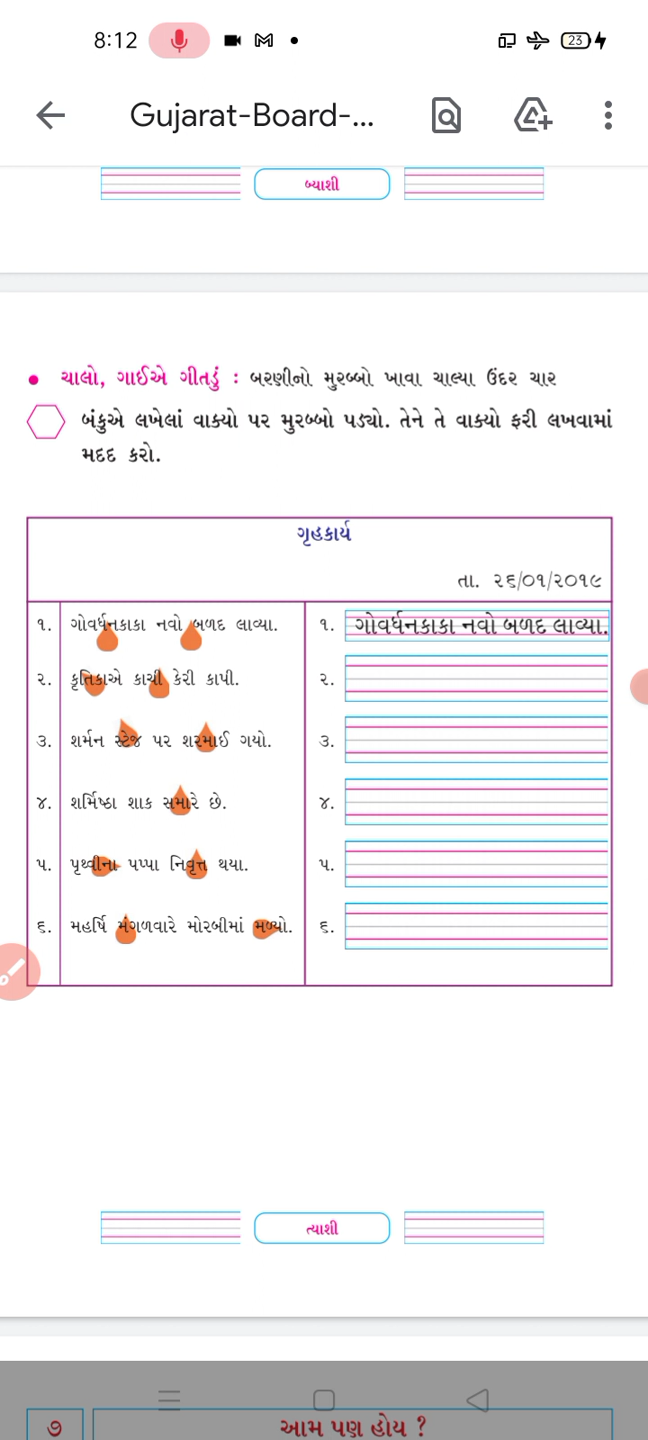 8:12
23
Gujarat-Board-...
બ્યાશી
ચાલો, ગાઈએ ગીતડું : બરણીનો મુરબ્બો ખાવા ચાલ્યા ઉંદર ચાર
બંકુએ લખેલાં વાક્યો પર મુરબ્બો પડ્યો. તેને તે વાક્યો ફરી લખવામાં
મદદ કરો.
ગૃહકાર્ય
તા. ૨૬/૦૧/૨૦૧૯
૧. ગોવર્ધનકાકા નવો બળદ લાવ્યા. ૧. ગોવર્ધનકાકા નવો બળદ લાવ્યા.
૨. કૃતિકાએ કાચી કેરી કાપી. ૨.
૩. શર્મન સ્ટેજ પર શરમાઈ ગયો. ૩.
૪. શર્મિષ્ઠા શાક સમારે છે. ૪.
૫. પૃથ્વીના પપ્પા નિવૃત્ત થયા. ૫.
૬. મહર્ષિ મંગળવારે મોરબીમાં મળ્યો. ૬.
ત્યાશી
૭ આમ પણ હોય ?